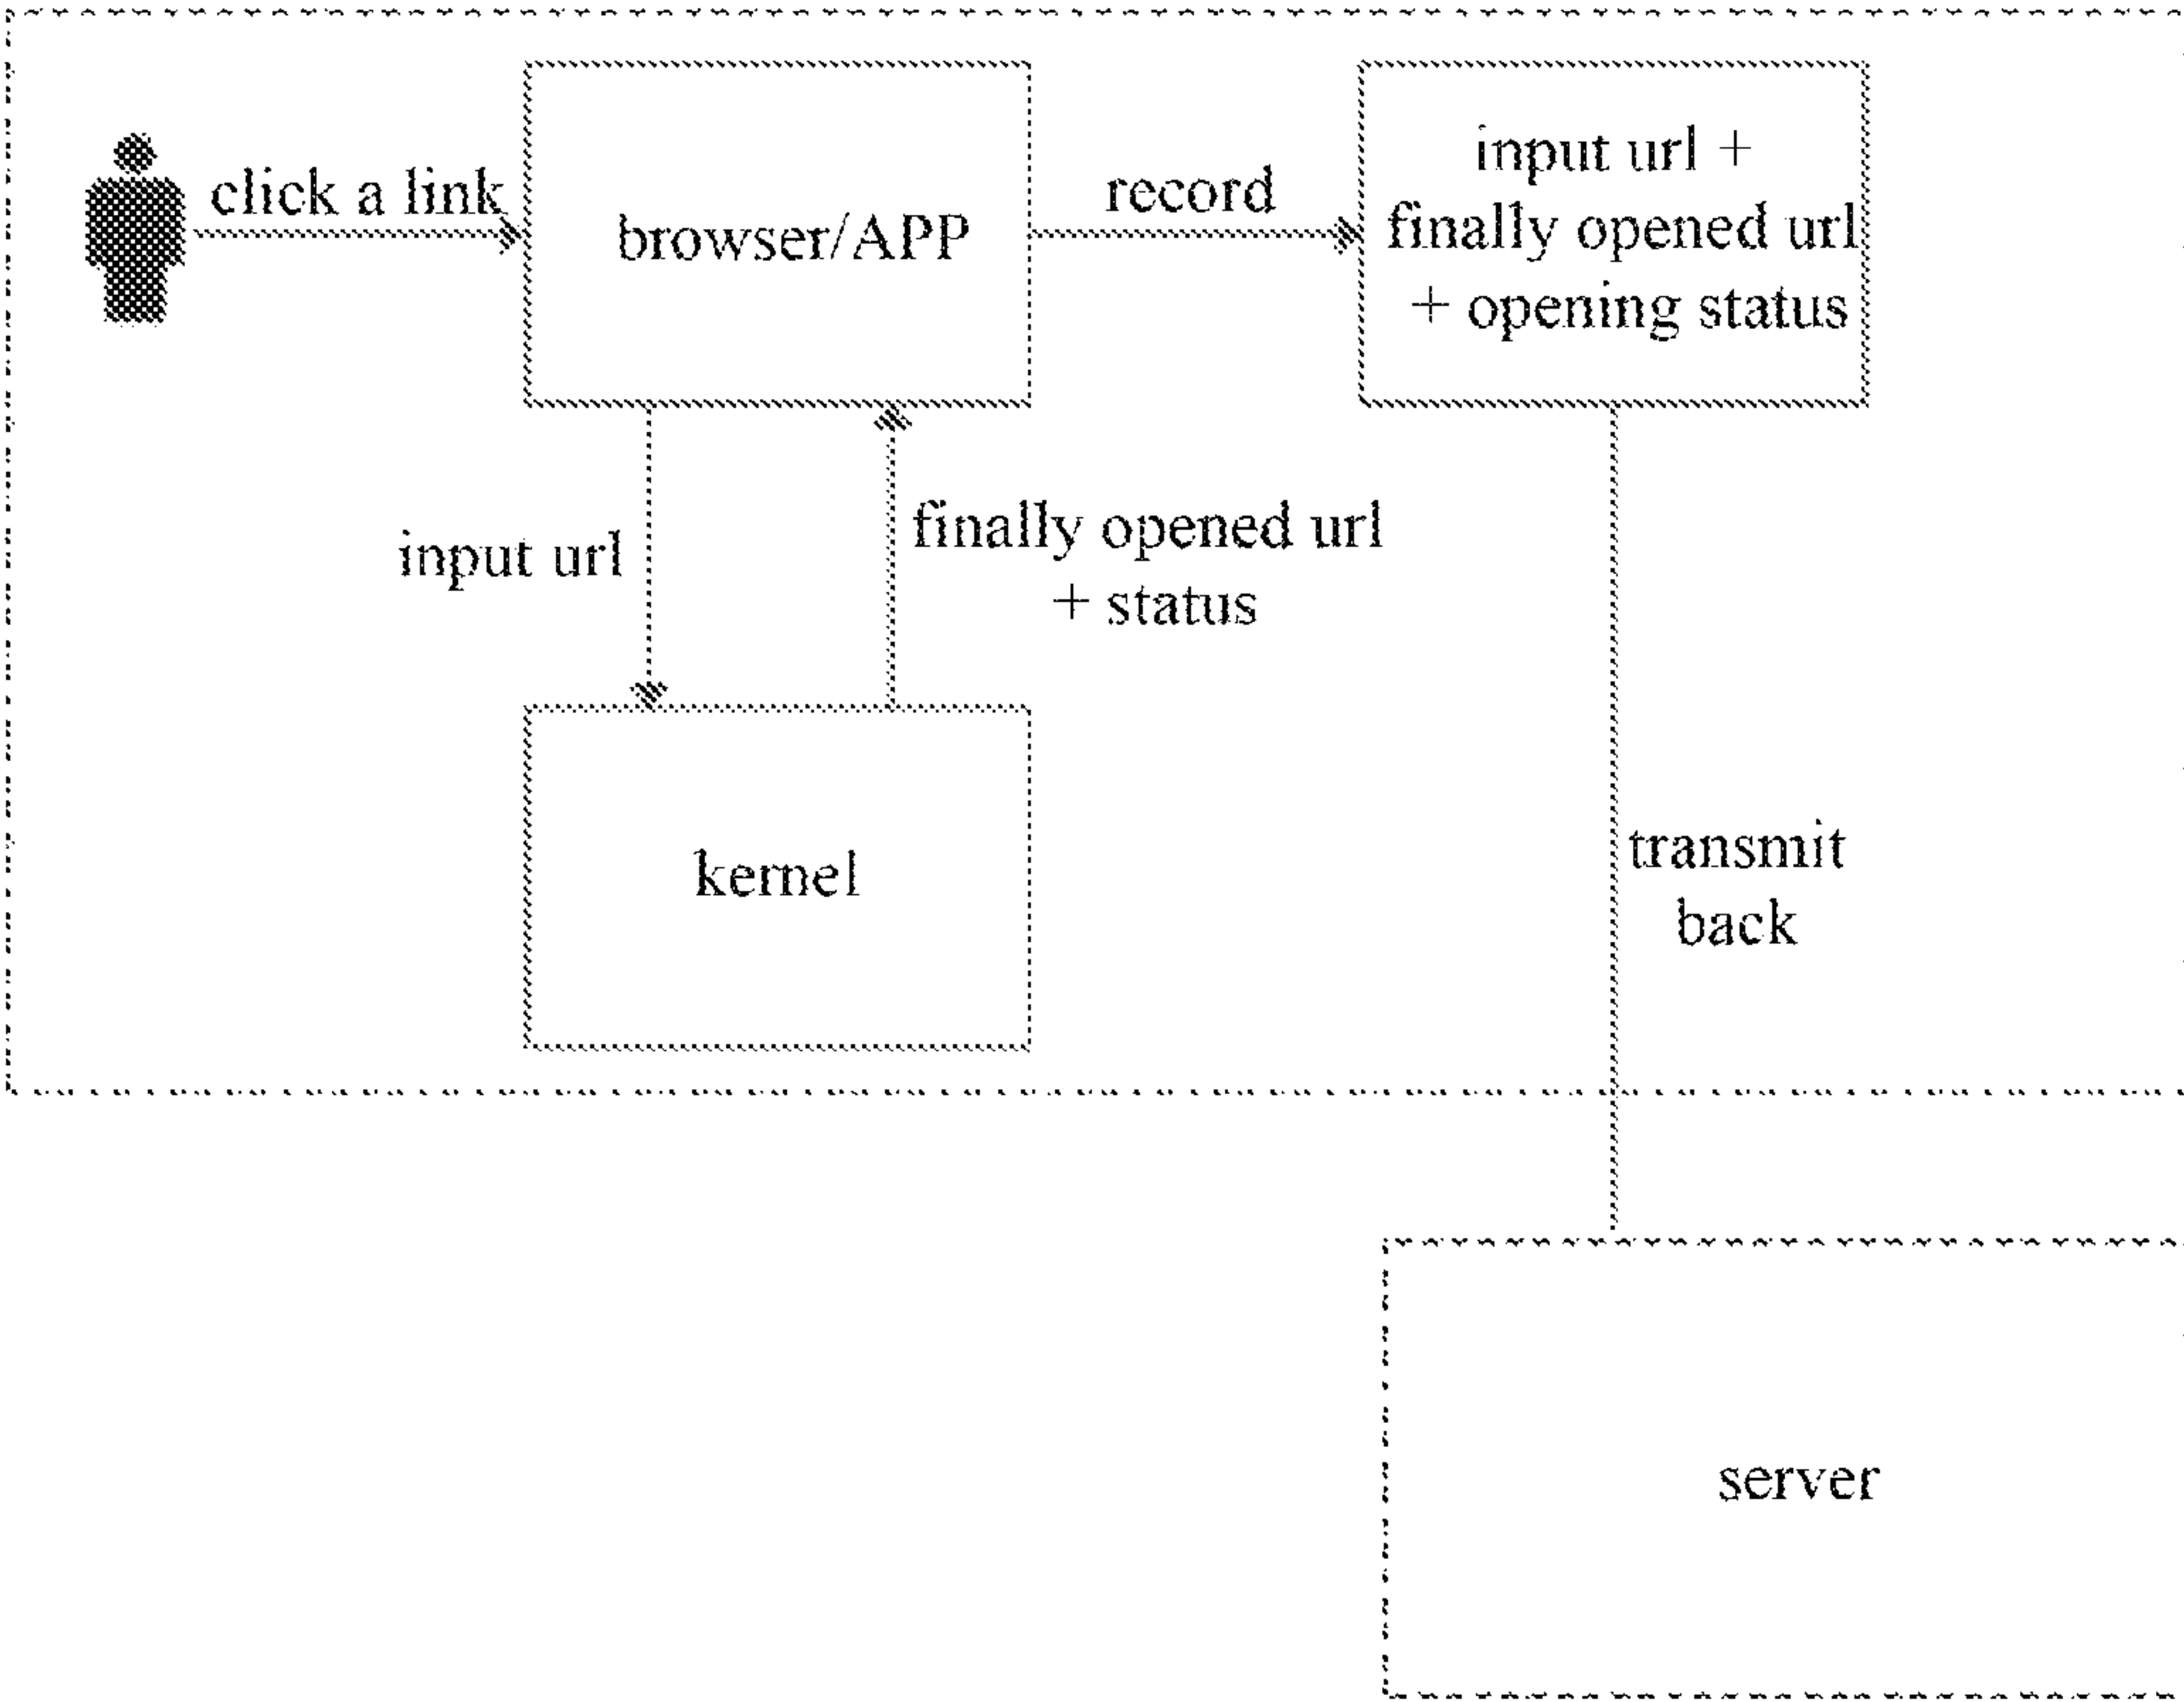 click a link
browser/APP
record
input url +
finally opened url
+ opening status
input url
finally opened url
+ status
kernel
transmit
back
server